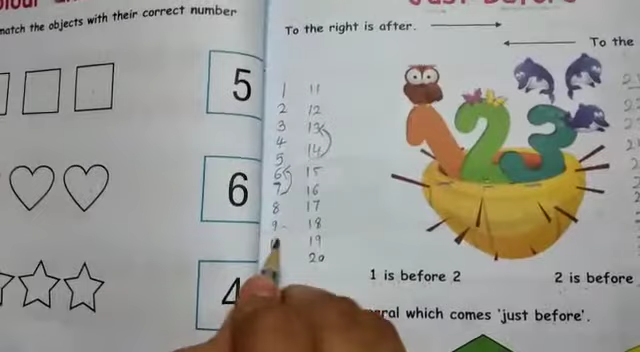 match the objects with their correct number
5
6
4
To the right is after.
To the
1 11
2 12
3 13
4 14
5 15
6 16
7 17
8 18
9 19
20
123
1 is before 2
2 is before
which comes 'just before'.